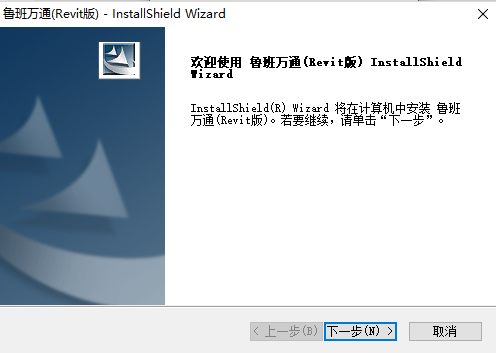 鲁班万通(Revit版) - InstallShield Wizard
欢迎使用 鲁班万通(Revit版) InstallShield
Wizard
InstallShield(R) Wizard 将在计算机中安装 鲁班
万通(Revit版)。若要继续，请单击“下一步”。
< 上一步(B) 下一步(N) > 取消